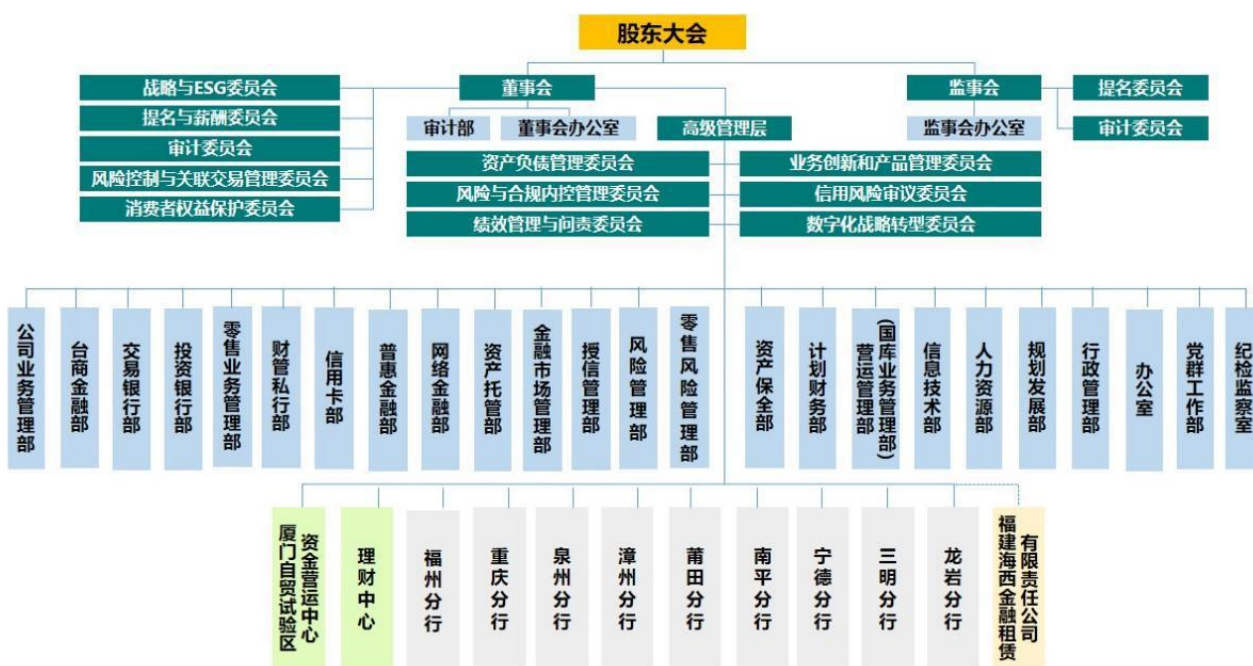 股东大会
战略与ESG委员会
董事会
监事会
提名委员会
提名与薪酬委员会
审计部
董事会办公室
高级管理层
监事会办公室
审计委员会
审计委员会
资产负债管理委员会
业务创新和产品管理委员会
风险控制与关联交易管理委员会
风险与合规内控管理委员会
信用风险审议委员会
消费者权益保护委员会
绩效管理与问责委员会
数字化战略转型委员会
公司业务管理部
台商金融部
交易银行部
投资银行部
零售业务管理部
财管私行部
信用卡部
普惠金融部
网络金融部
资产托管部
金融市场管理部
授信管理部
风险管理部
零售风险管理部
资产保全部
计划财务部
(国库业务管理部)
营运管理部
信息技术部
人力资源部
规划发展部
行政管理部
办公室
党群工作部
纪检监察室
资金营运中心
厦门自贸试验区
理财中心
福州分行
重庆分行
泉州分行
漳州分行
莆田分行
南平分行
宁德分行
三明分行
龙岩分行
有限责任公司
福建海西金融租赁